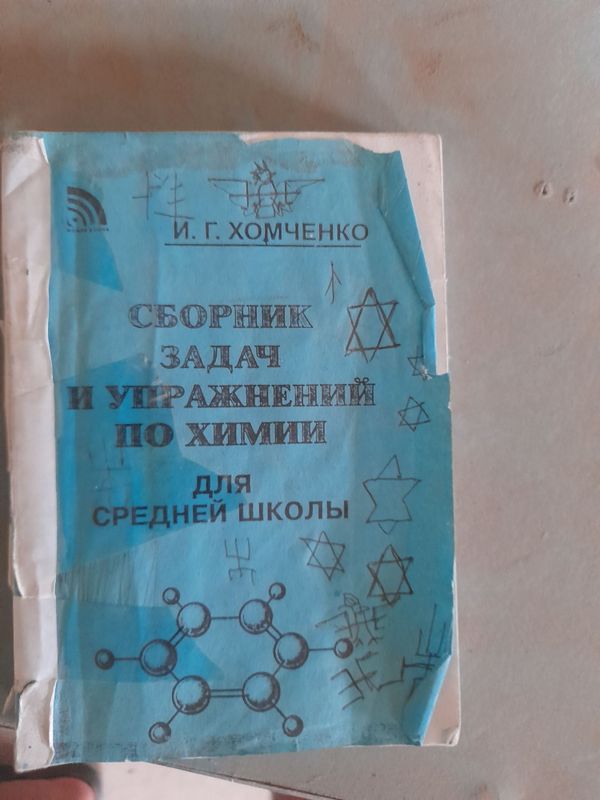 И. Г. ХОМЧЕНКО
СБОРНИК
ЗАДАЧ
И УПРАЖНЕНИЙ
ПО ХИМИИ
ДЛЯ
СРЕДНЕЙ ШКОЛЫ